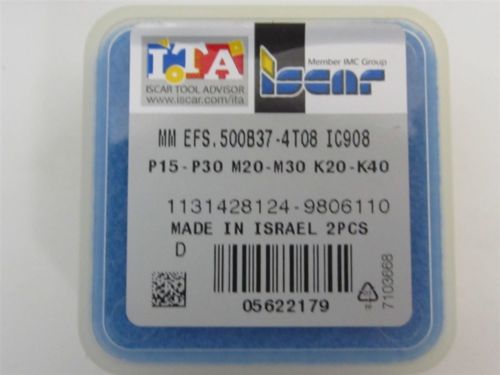 ITA
ISCAR TOOL ADVISOR
www.iscar.com/ita
Member IMC Group
iscar
MM EFS.500B37-4T08 IC908
P15-P30 M20-M30 K20-K40
1131428124-9806110
MADE IN ISRAEL 2PCS
D
05622179
7103668